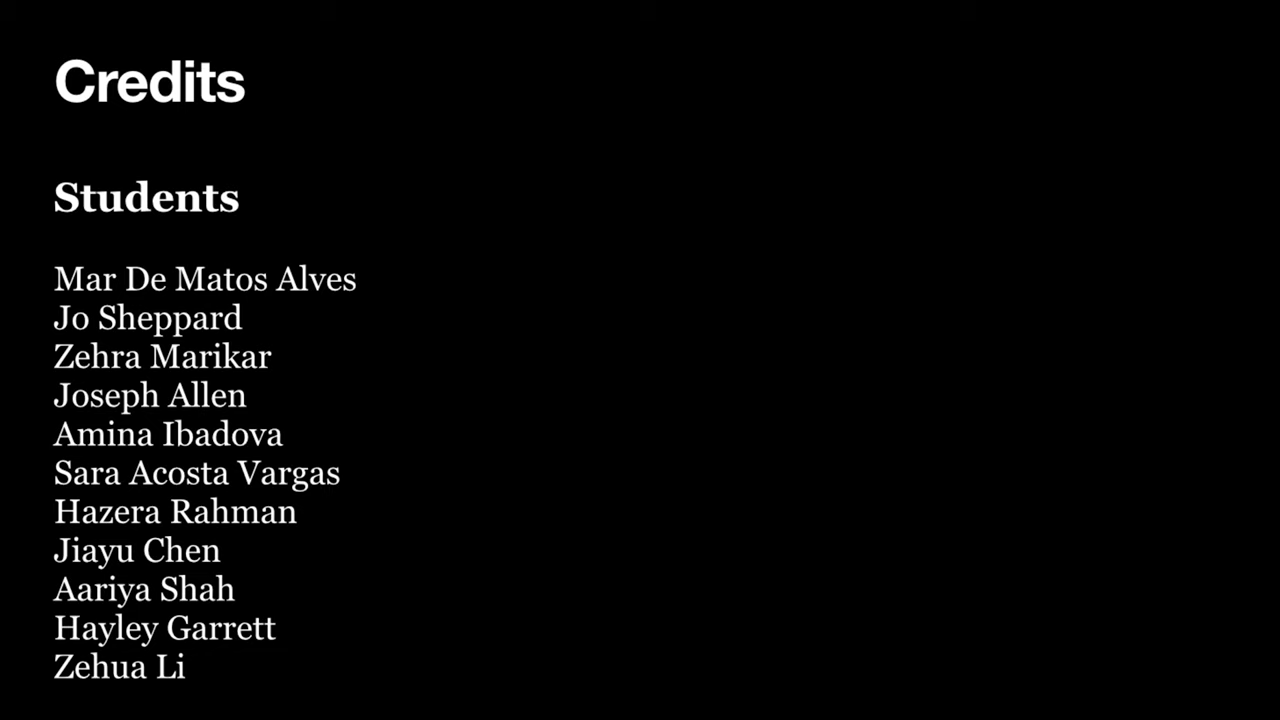 Credits
Students
Mar De Matos Alves
Jo Sheppard
Zehra Marikar
Joseph Allen
Amina Ibadova
Sara Acosta Vargas
Hazera Rahman
Jiayu Chen
Aariya Shah
Hayley Garrett
Zehua Li